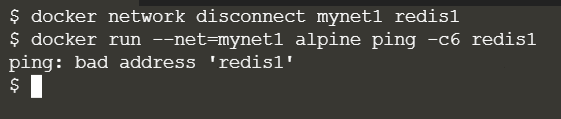 $ docker network disconnect mynet1 redis1
$ docker run --net=mynet1 alpine ping -c6 redis1
ping: bad address 'redis1'
$